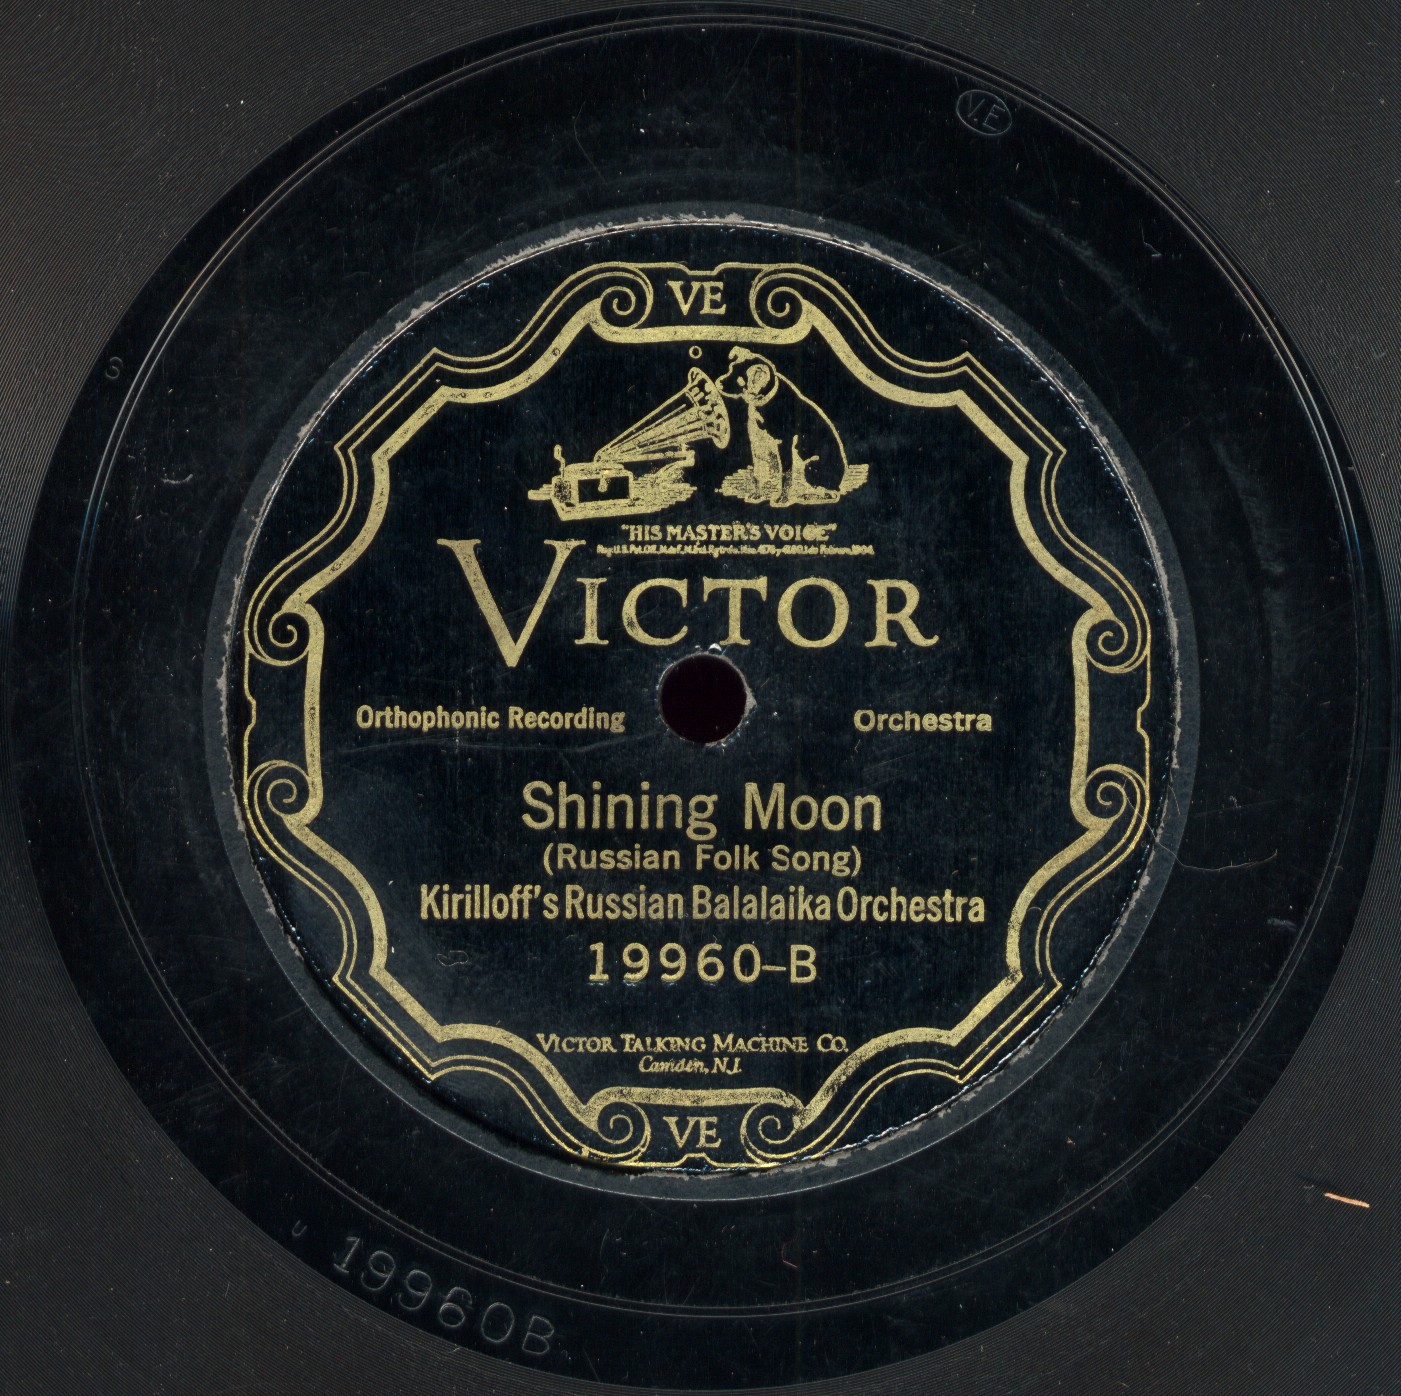 V.E
VE
"HIS MASTER'S VOICE"
VICTOR
Orthophonic Recording
Orchestra
Shining Moon
(Russian Folk Song)
Kirilloff's Russian Balalaika Orchestra
19960-B
VICTOR TALKING MACHINE CO.
Camden, N.J.
VE
19960B